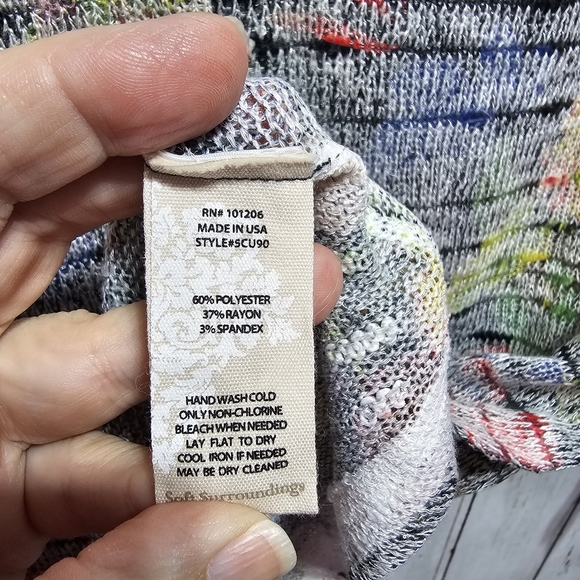 RN# 101206
MADE IN USA
STYLE#SCU90
60% POLYESTER
37% RAYON
3% SPANDEX
HAND WASH COLD
ONLY NON-CHLORINE
BLEACH WHEN NEEDED
LAY FLAT TO DRY
COOL IRON IF NEEDED
MAY BE DRY CLEANED
Soft Surroundings